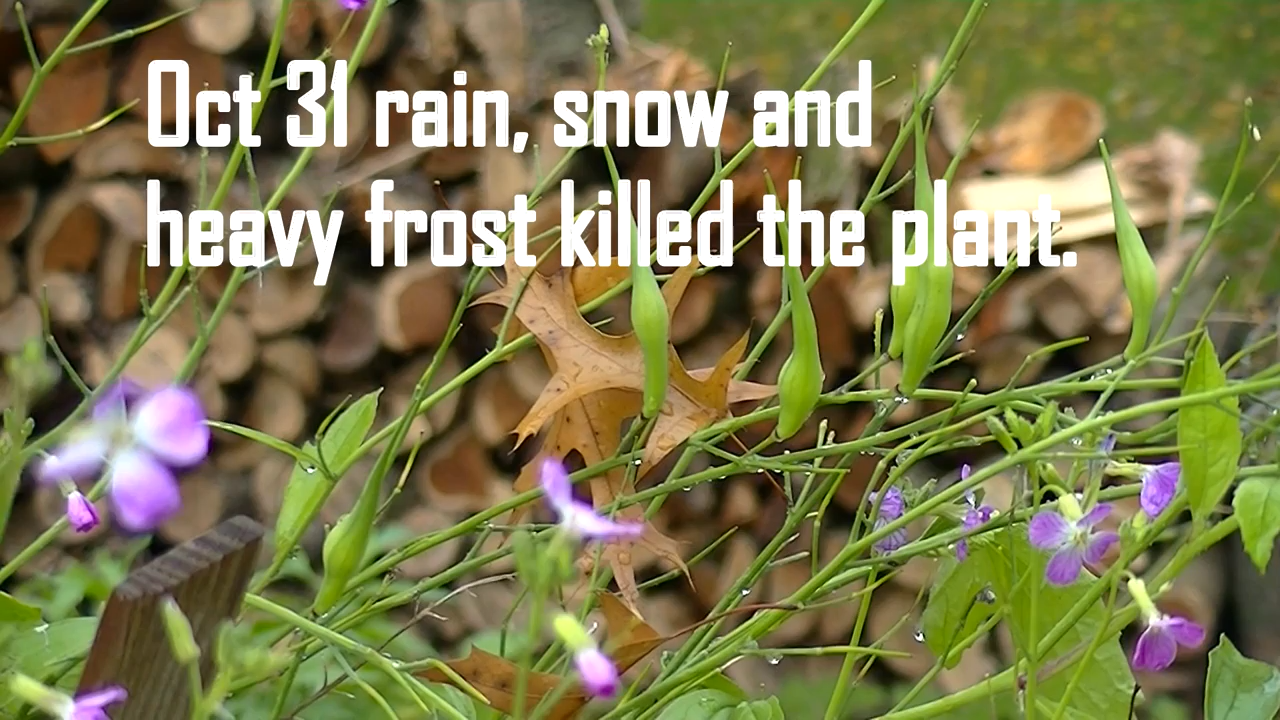 Oct 31 rain, snow and
heavy frost killed the plant.